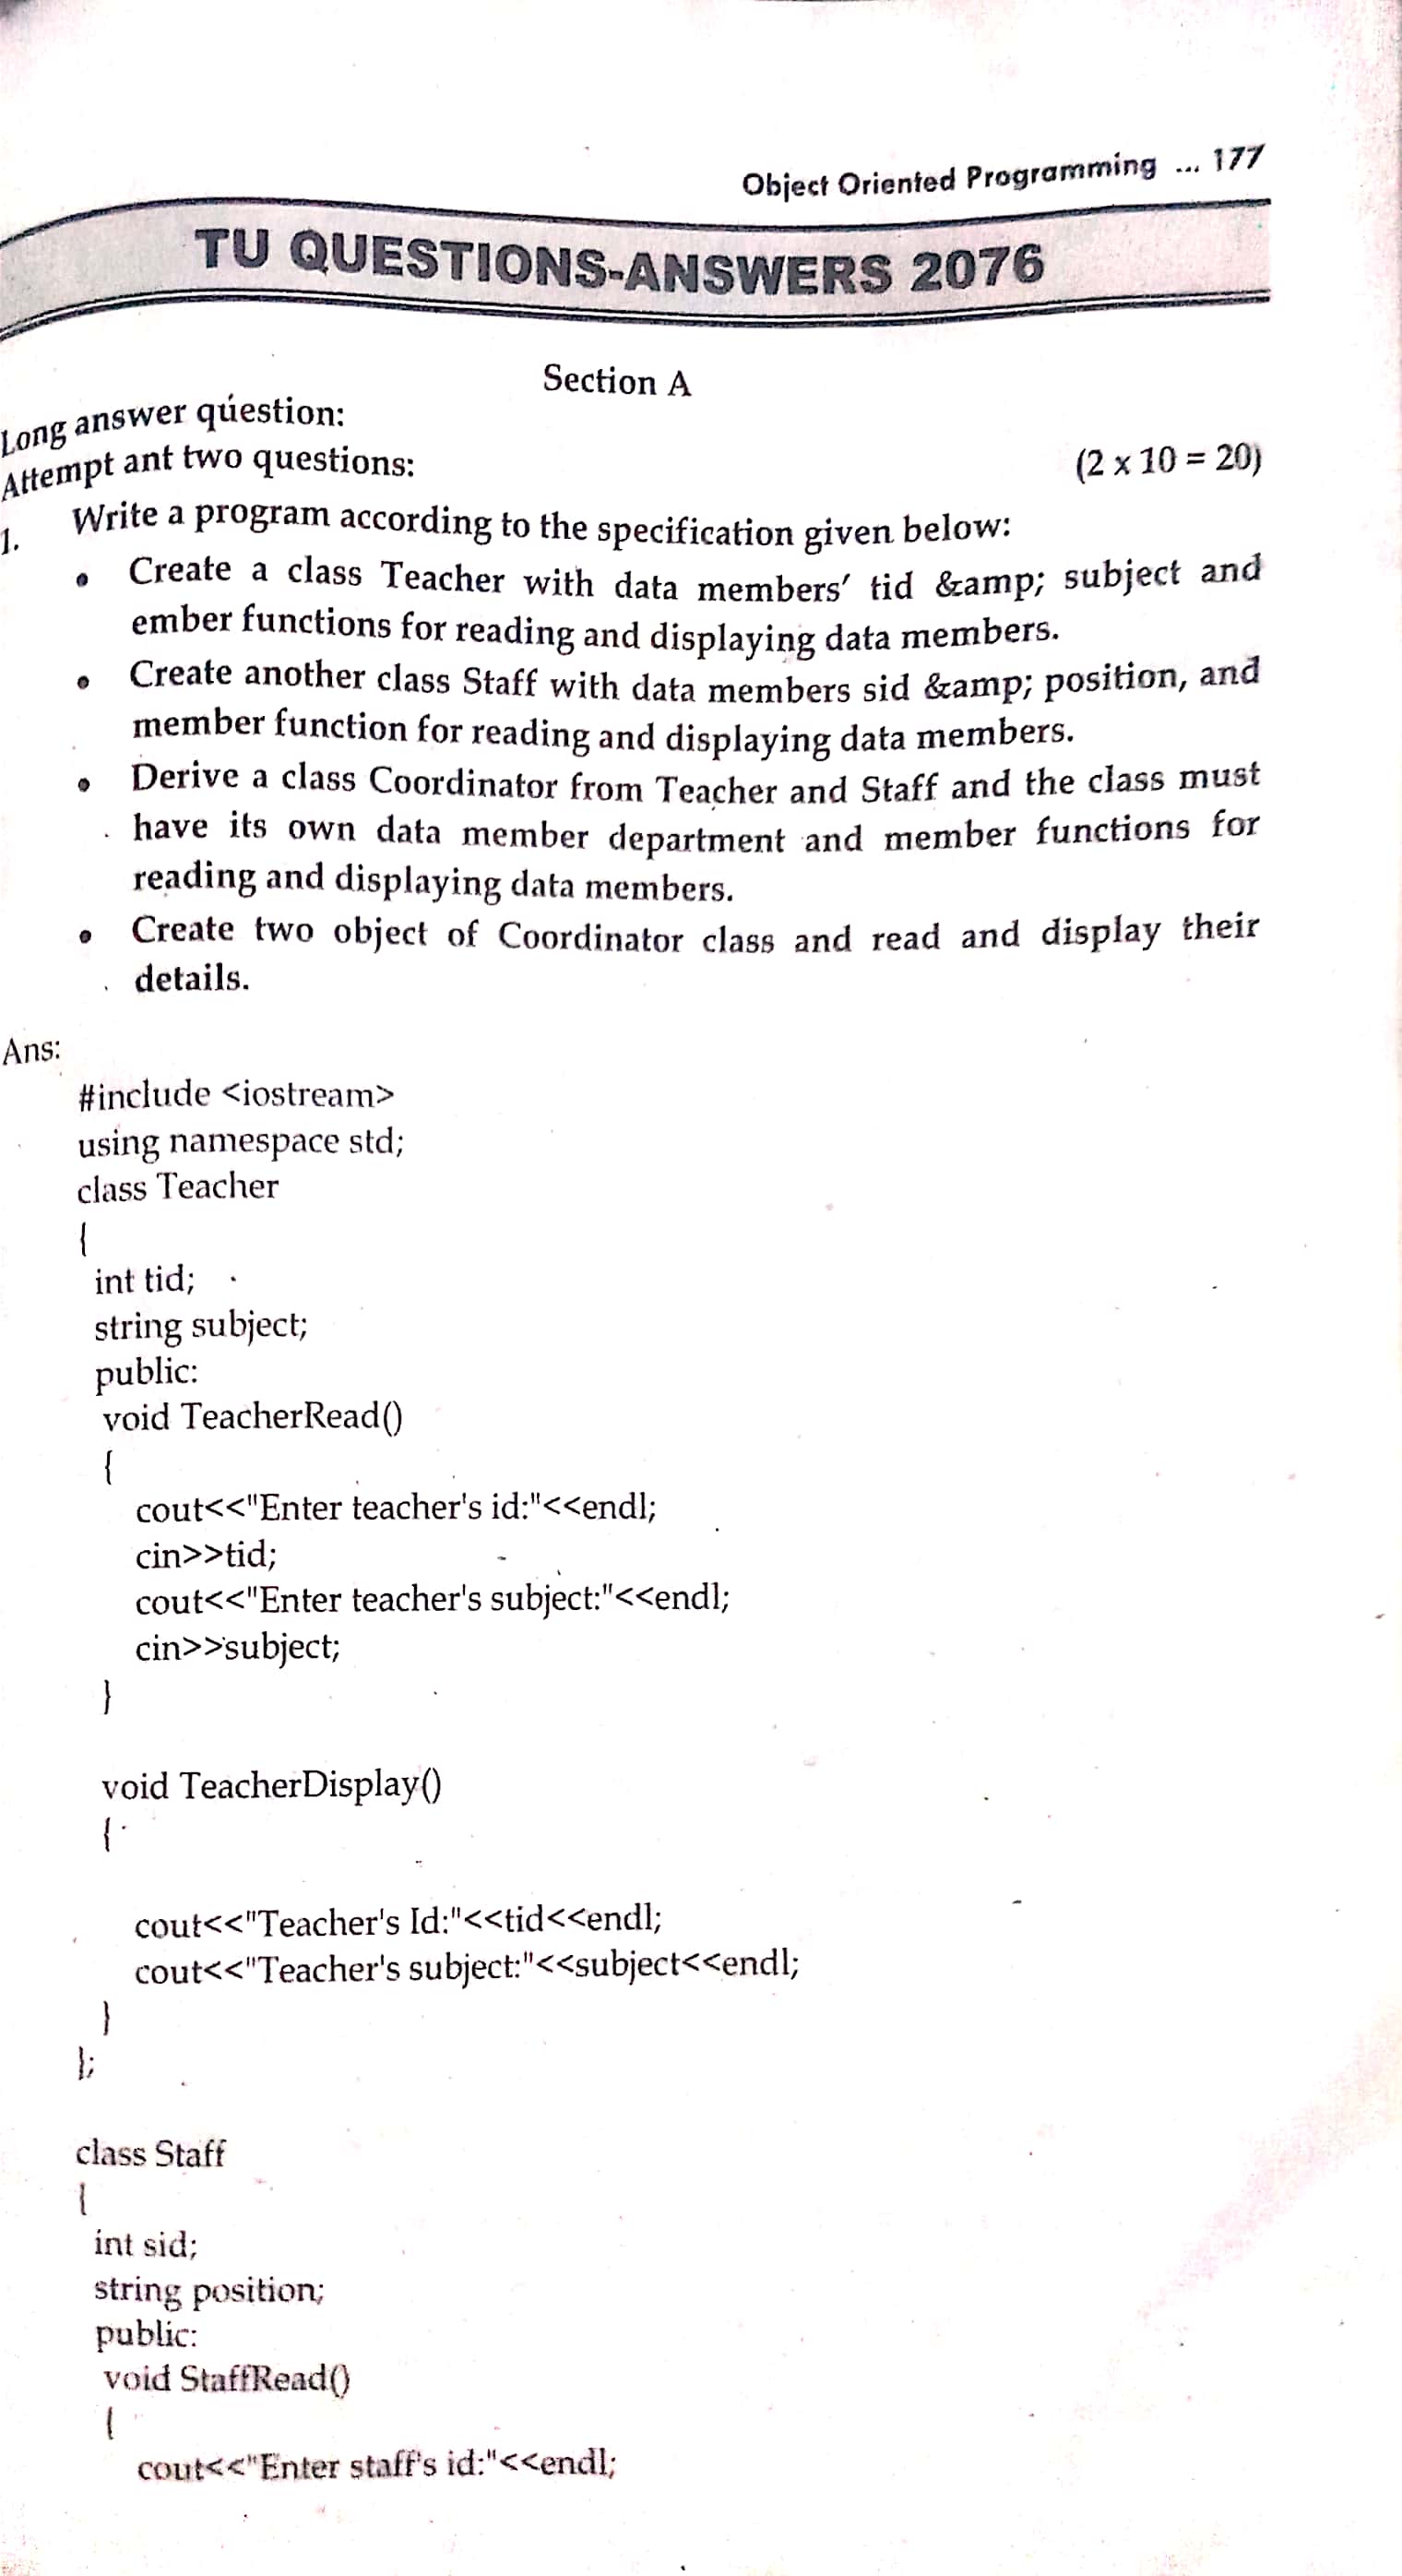 Object Oriented Programming ... 177
TU QUESTIONS-ANSWERS 2076
Section A
Long answer question:
Attempt ant two questions:
(2 x 10 = 20)
1. Write a program according to the specification given below:
• Create a class Teacher with data members' tid &amp; subject and
ember functions for reading and displaying data members.
• Create another class Staff with data members sid &amp; position, and
member function for reading and displaying data members.
• Derive a class Coordinator from Teacher and Staff and the class must
have its own data member department and member functions for
reading and displaying data members.
• Create two object of Coordinator class and read and display their
details.
Ans:
#include <iostream>
using namespace std;
class Teacher
{
int tid;
string subject;
public:
void TeacherRead()
{
cout<<"Enter teacher's id:"<<endl;
cin>>tid;
cout<<"Enter teacher's subject:"<<endl;
cin>>subject;
}
void TeacherDisplay()
{
cout<<"Teacher's Id:"<<tid<<endl;
cout<<"Teacher's subject:"<<subject<<endl;
}
};
class Staff
{
int sid;
string position;
public:
void StaffRead()
{
cout<<"Enter staff's id:"<<endl;